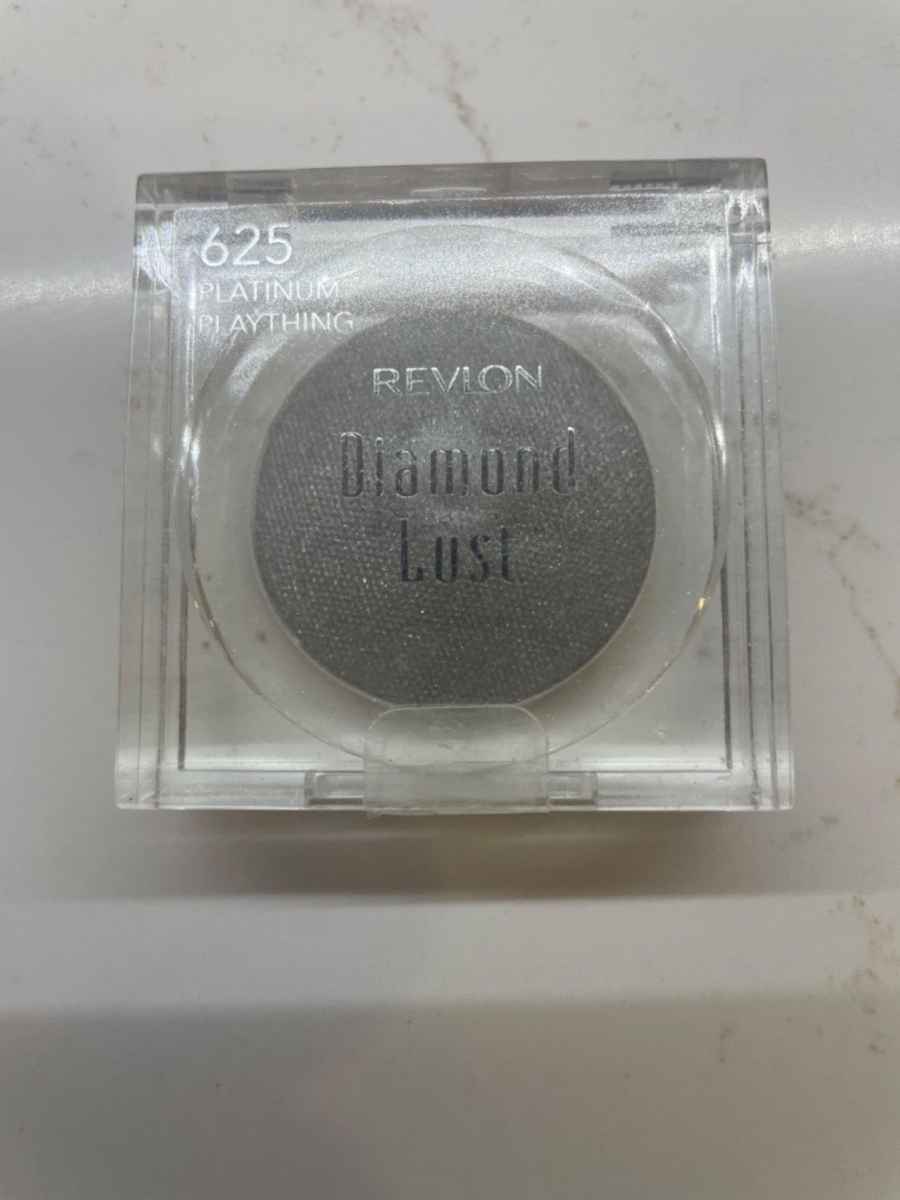 625
PLATINUM
PLAYTHING
REVLON
Diamond
Lust